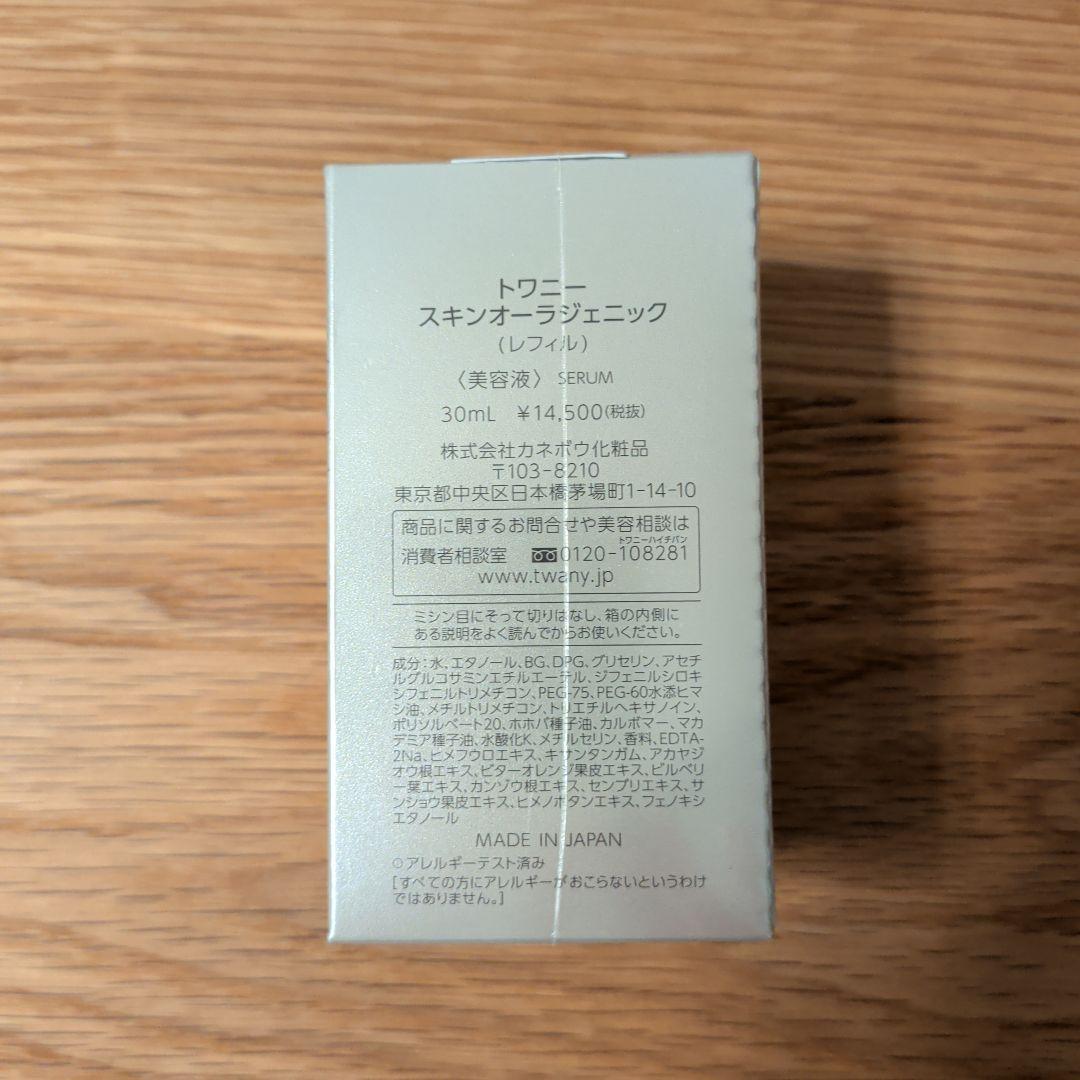 トワニー
スキンオーラジェニック
(レフィル)
〈美容液〉 SERUM
30mL ¥14,500(税抜)
株式会社カネボウ化粧品
〒103-8210
東京都中央区日本橋茅場町1-14-10
商品に関するお問合せや美容相談は
トワニーハイチバン
消費者相談室 0120-108281
www.twany.jp
ミシン目にそって切りはなし、箱の内側に
ある説明をよく読んでからお使いください。
成分:水、エタノール、BG、DPG、グリセリン、アセチ
ルグルコサミンエチルエーテル、ジフェニルシロキ
シフェニルトリメチコン、PEG-75、PEG-60水添ヒマ
シ油、メチルトリメチコン、トリエチルヘキサノイン、
ポリソルベート20、ホホバ種子油、カルボマー、マカ
デミア種子油、水酸化K、メチルセリン、香料、EDTA-
2Na、ヒメフウロエキス、キサンタンガム、アカヤジ
オウ根エキス、ビターオレンジ果皮エキス、ビルベリ
ー葉エキス、カンゾウ根エキス、センブリエキス、サ
ンショウ果皮エキス、ヒメノボタンエキス、フェノキシ
エタノール
MADE IN JAPAN
○アレルギーテスト済み
[すべての方にアレルギーがおこらないというわけ
ではありません。]